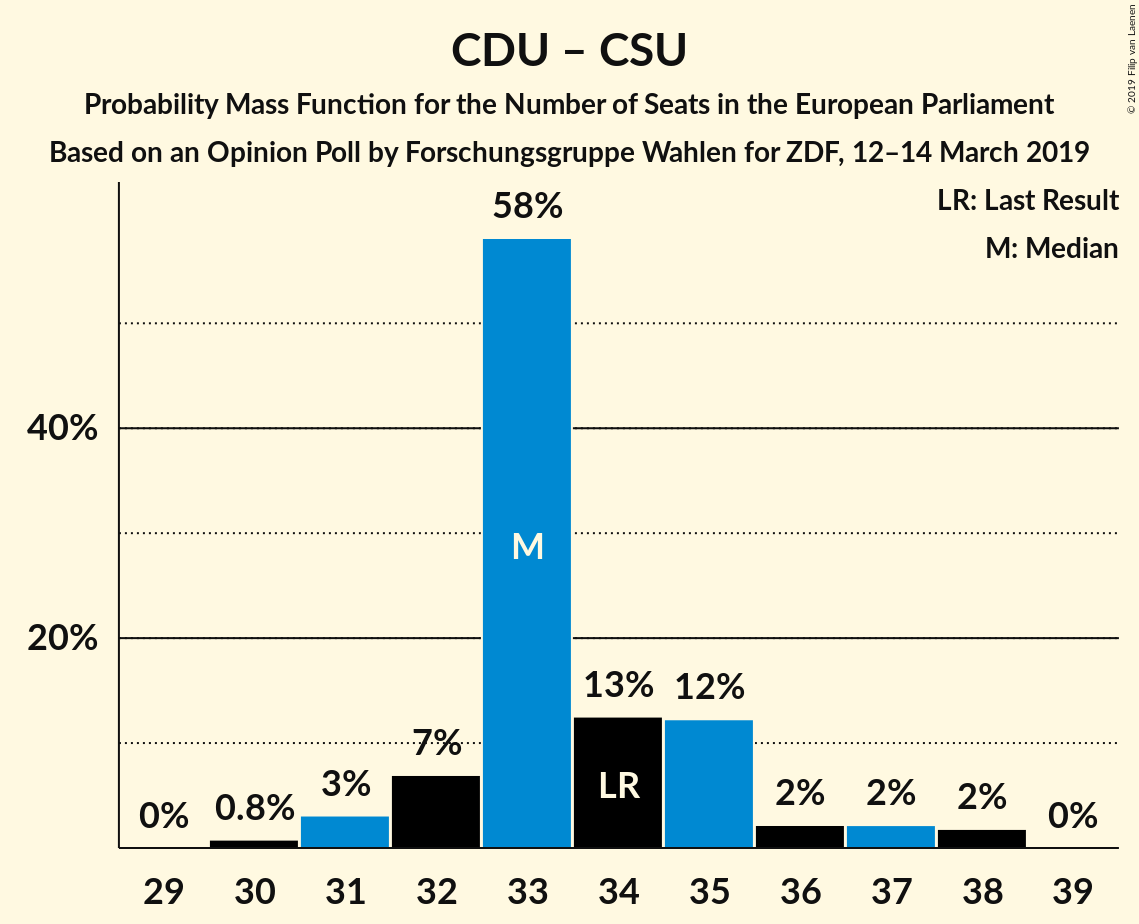 © 2019 Filip van Laenen
CDU – CSU
Probability Mass Function for the Number of Seats in the European Parliament
Based on an Opinion Poll by Forschungsgruppe Wahlen for ZDF, 12–14 March 2019
LR: Last Result
M: Median
58%
40%
M
20%
13%
12%
7%
LR
3%
2%
2%
2%
0.8%
0%
0%
29 30 31 32 33 34 35 36 37 38 39